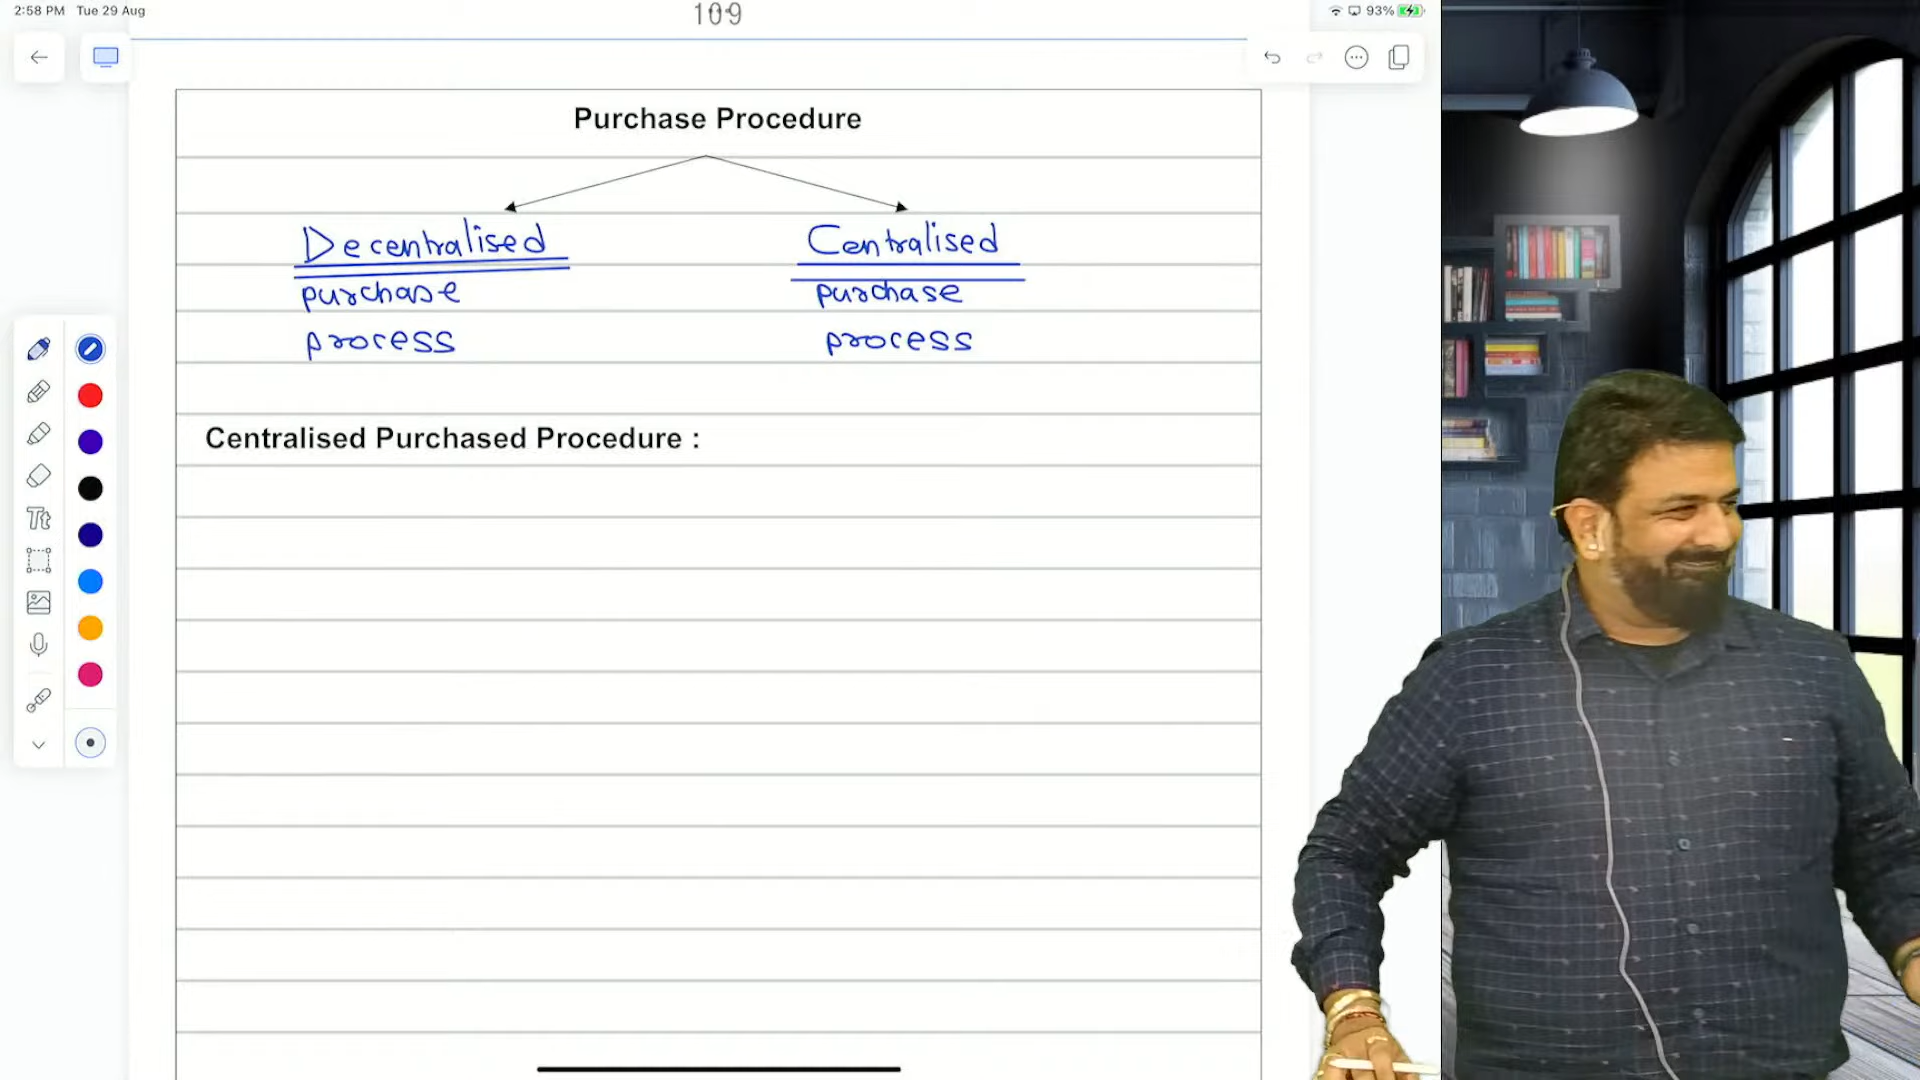 2:58 PM Tue 29 Aug
109
93%
Purchase Procedure
Decentralised
purchase
process
Centralised
purchase
process
Centralised Purchased Procedure :
Tt